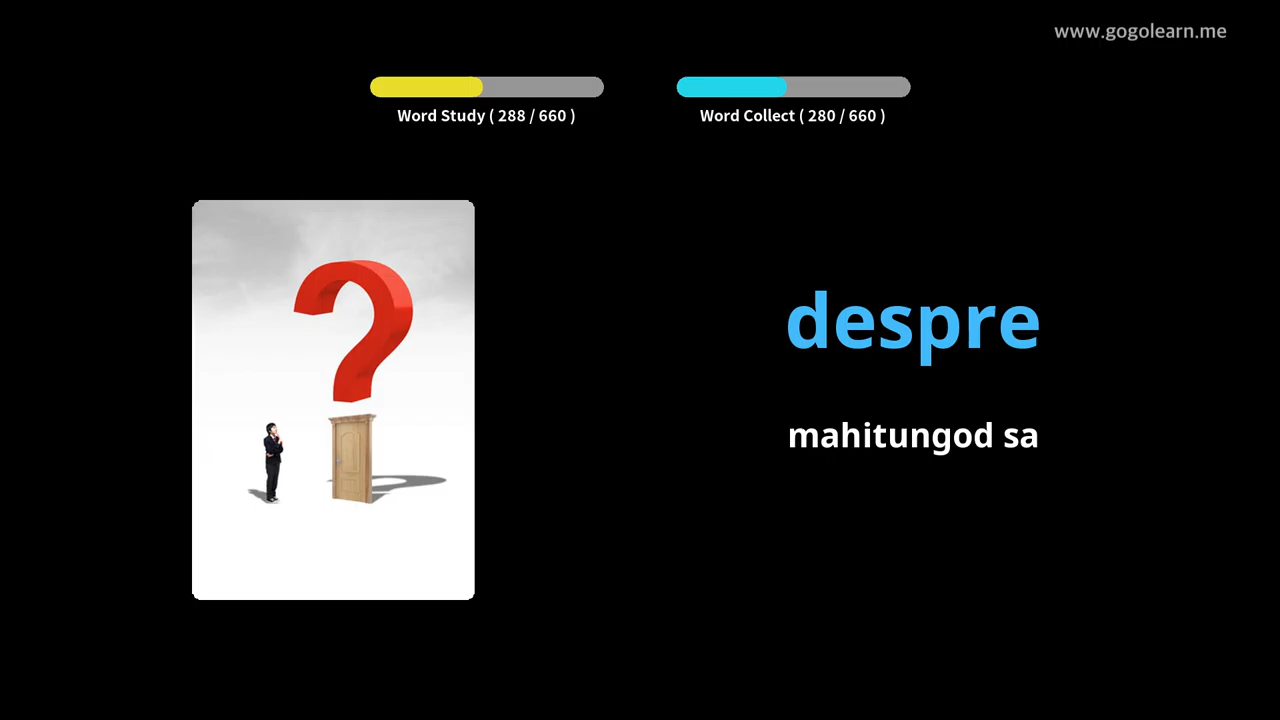 www.gogolearn.me
Word Study ( 288 / 660 )
Word Collect ( 280 / 660 )
despre
mahitungod sa